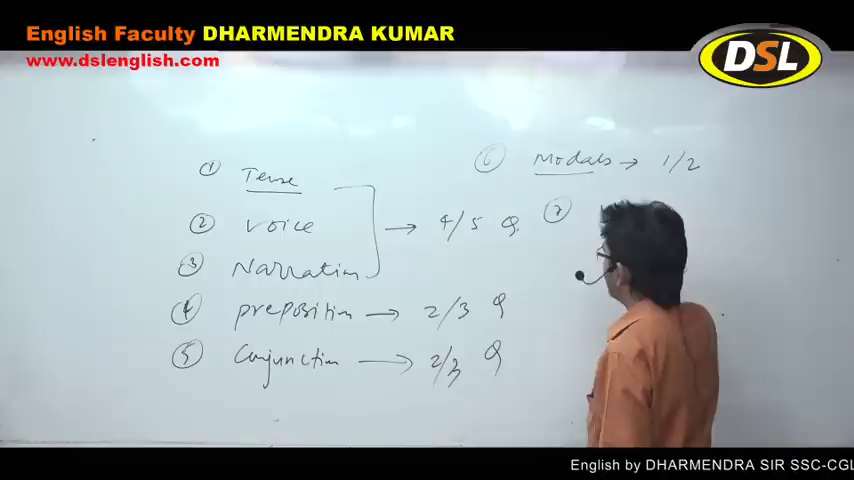 English Faculty DHARMENDRA KUMAR
www.dslenglish.com
DSL
① Tense
② Voice
③ Narration
→ 4/5 Q.
④ preposition → 2/3 Q
⑤ Conjunction → 2/3 Q
⑥ Modals → 1/2
⑦
English by DHARMENDRA SIR SSC-CGL